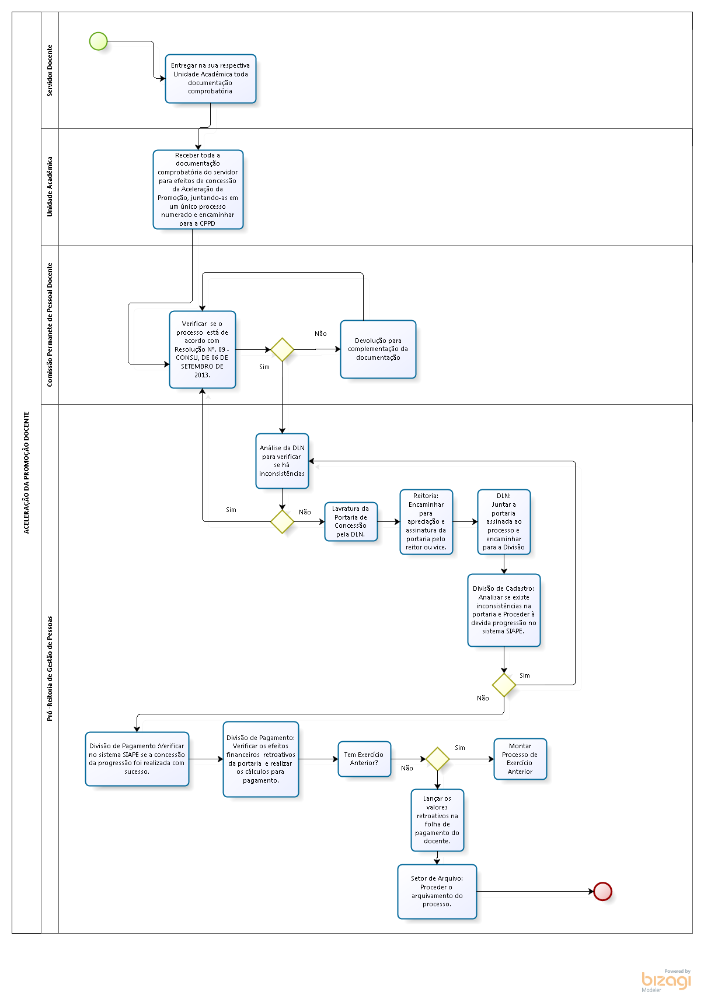 ACELERAÇÃO DA PROMOÇÃO DOCENTE
Servidor Docente
Entregar na sua respectiva
Unidade Acadêmica toda
documentação
comprobatória
Unidade Acadêmica
Receber toda a
documentação
comprobatória do servidor
para efeitos de concessão
da Aceleração da
Promoção, juntando-as em
um único processo
numerado e encaminhar
para a CPPD
Comissão Permanete de Pessoal Docente
Verificar se o
processo está de
acordo com
Resolução Nº. 09 -
CONSU, DE 06 DE
SETEMBRO DE
2013.
Não
Sim
Devolução para
complementação da
documentação
Pró -Reitoria de Gestão de Pessoas
Análise da DLN
para verificar
se há
inconsistências
Sim
Não
Lavratura da
Portaria de
Concessão
pela DLN.
Reitoria:
Encaminhar
para
apreciação e
assinatura da
portaria pelo
reitor ou vice.
DLN:
Juntar a
portaria
assinada ao
processo e
encaminhar
para a Divisão
Divisão de Cadastro:
Analisar se existe
inconsistências na
portaria e Proceder à
devida progressão no
sistema SIAPE.
Sim
Não
Divisão de Pagamento :Verificar
no sistema SIAPE se a concessão
da progressão foi realizada com
sucesso.
Divisão de Pagamento:
Verificar os efeitos
financeiros retroativos
da portaria e realizar
os cálculos para
pagamento.
Tem Exercício
Anterior?
Não
Sim
Montar
Processo de
Exercício
Anterior
Lançar os
valores
retroativos na
folha de
pagamento do
docente.
Setor de Arquivo:
Proceder o
arquivamento do
processo.
Powered by
bizagi
Modeler